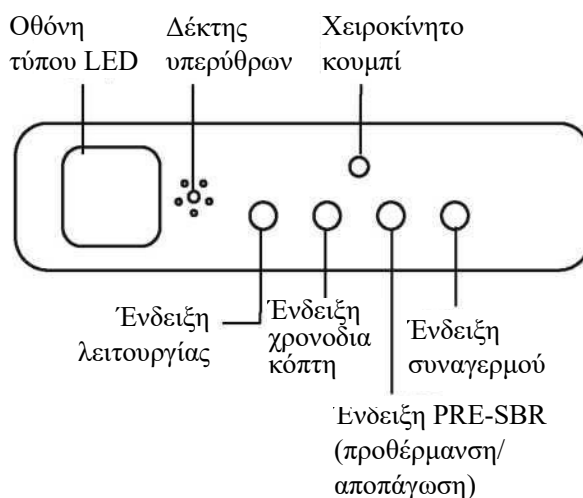 Οθόνη
τύπου LED
Δέκτης
υπερύθρων
Χειροκίνητο
κουμπί
Ένδειξη
λειτουργίας
Ένδειξη
χρονοδια
κόπτη
Ένδειξη
συναγερμού
Ένδειξη PRE-SBR
(προθέρμανση/
αποπάγωση)